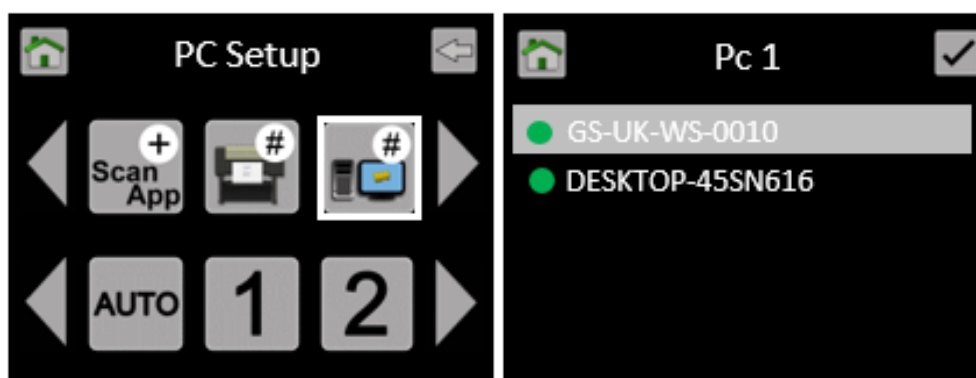 PC Setup
+
Scan
App
#
#
AUTO
1
2
Pc 1
GS-UK-WS-0010
DESKTOP-45SN616